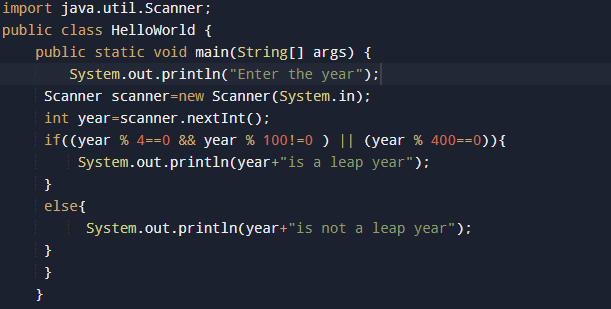 import java.util.Scanner;
public class HelloWorld {
    public static void main(String[] args) {
        System.out.println("Enter the year");
     Scanner scanner=new Scanner(System.in);
     int year=scanner.nextInt();
     if((year % 4==0 && year % 100!=0 ) || (year % 400==0)){
         System.out.println(year+"is a leap year");
     }
     else{
          System.out.println(year+"is not a leap year");
     }
     }
    }